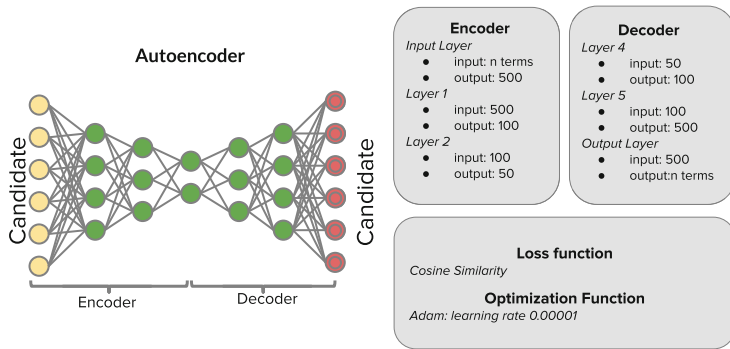 Autoencoder
Candidate
Candidate
Encoder
Decoder
Encoder
Input Layer
● input: n terms
● output: 500
Layer 1
● input: 500
● output: 100
Layer 2
● input: 100
● output: 50
Decoder
Layer 4
● input: 50
● output: 100
Layer 5
● input: 100
● output: 500
Output Layer
● input: 500
● output:n terms
Loss function
Cosine Similarity
Optimization Function
Adam: learning rate 0.00001